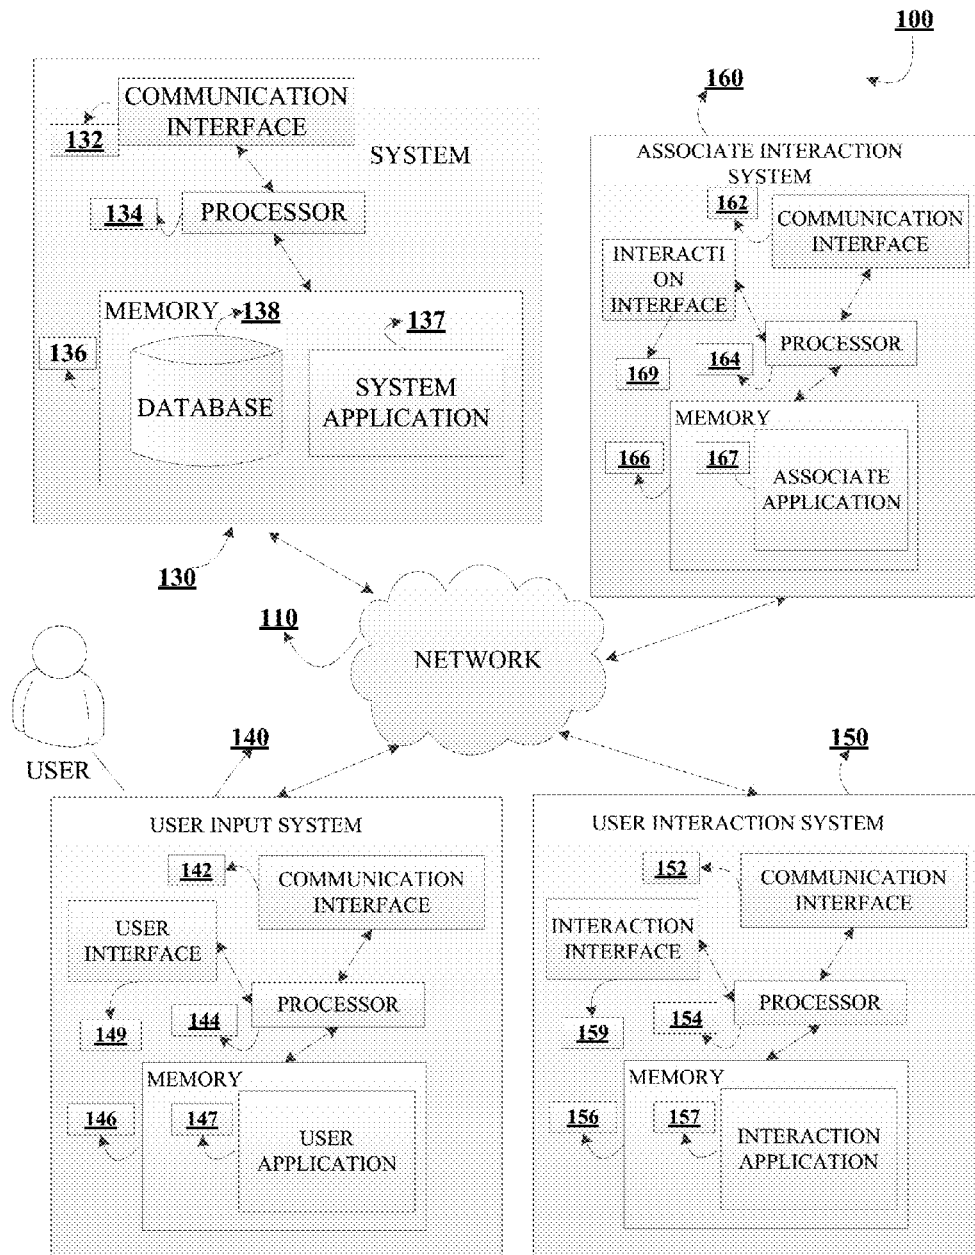 100
COMMUNICATION
INTERFACE
132
SYSTEM
134
PROCESSOR
MEMORY
138
137
136
DATABASE
SYSTEM
APPLICATION
130
160
ASSOCIATE INTERACTION
SYSTEM
162
COMMUNICATION
INTERFACE
INTERACTI
ON
INTERFACE
PROCESSOR
169
164
MEMORY
166
167
ASSOCIATE
APPLICATION
110
NETWORK
USER
140
150
USER INPUT SYSTEM
142
COMMUNICATION
INTERFACE
USER
INTERFACE
PROCESSOR
149
144
MEMORY
146
147
USER
APPLICATION
USER INTERACTION SYSTEM
152
COMMUNICATION
INTERFACE
INTERACTION
INTERFACE
PROCESSOR
159
154
MEMORY
156
157
INTERACTION
APPLICATION